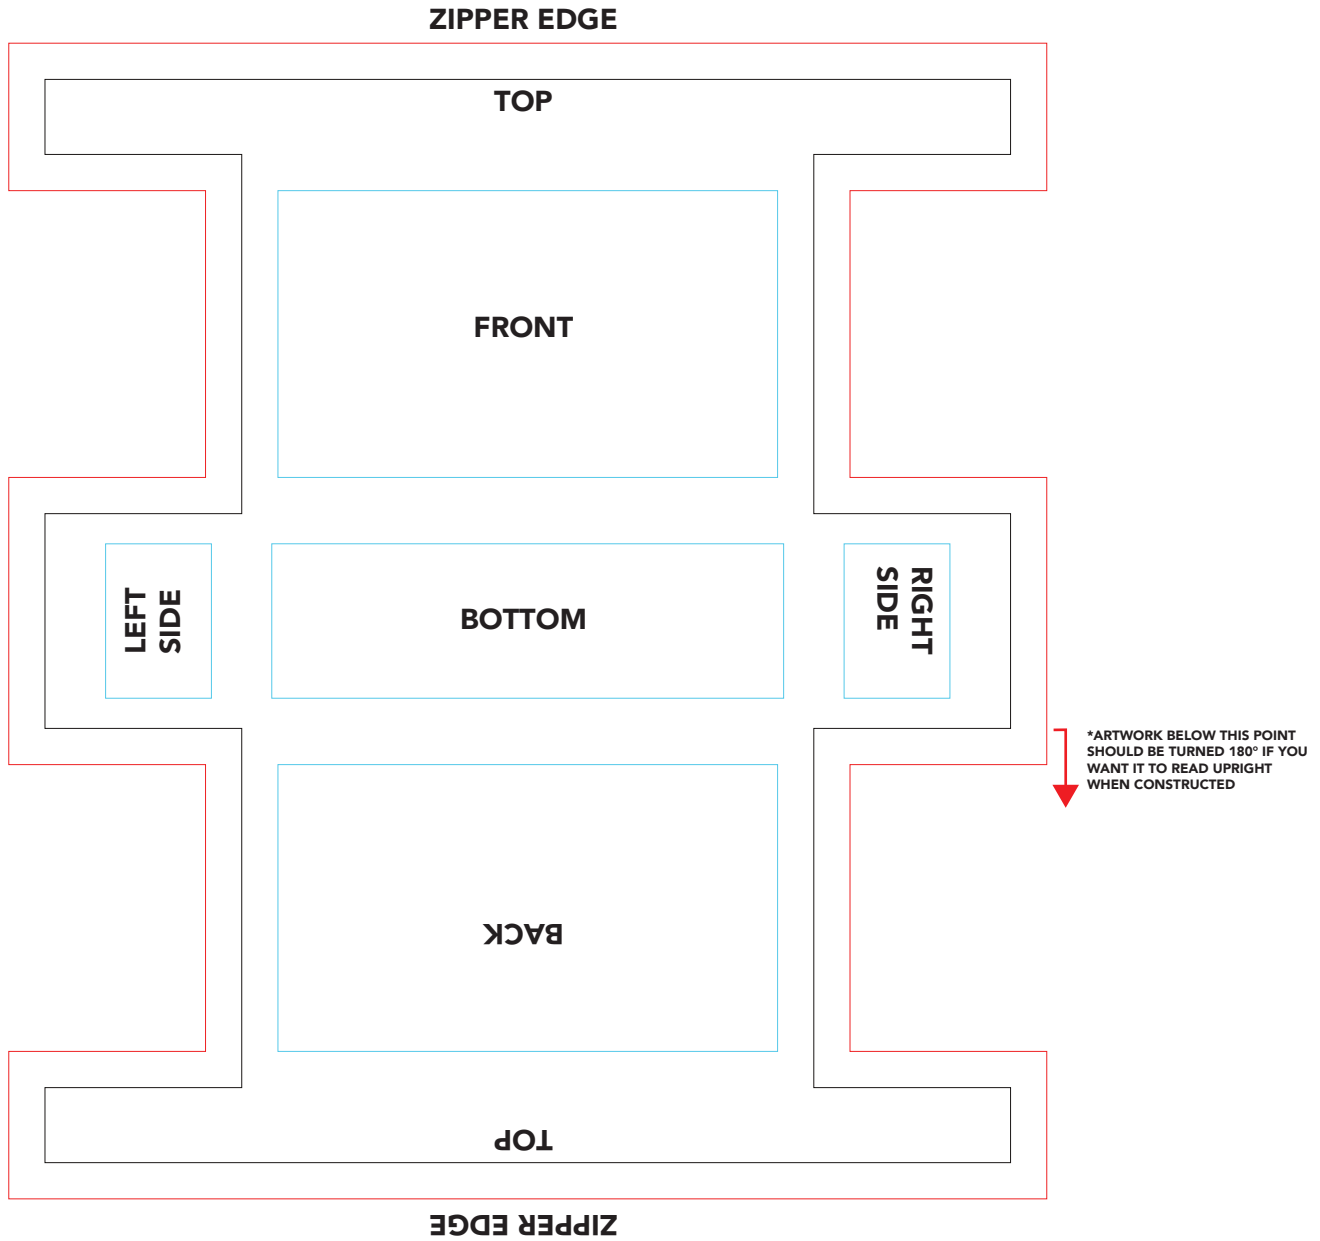 ZIPPER EDGE
TOP
FRONT
LEFT
SIDE
BOTTOM
RIGHT
SIDE
*ARTWORK BELOW THIS POINT
SHOULD BE TURNED 180° IF YOU
WANT IT TO READ UPRIGHT
WHEN CONSTRUCTED
BACK
TOP
ZIPPER EDGE